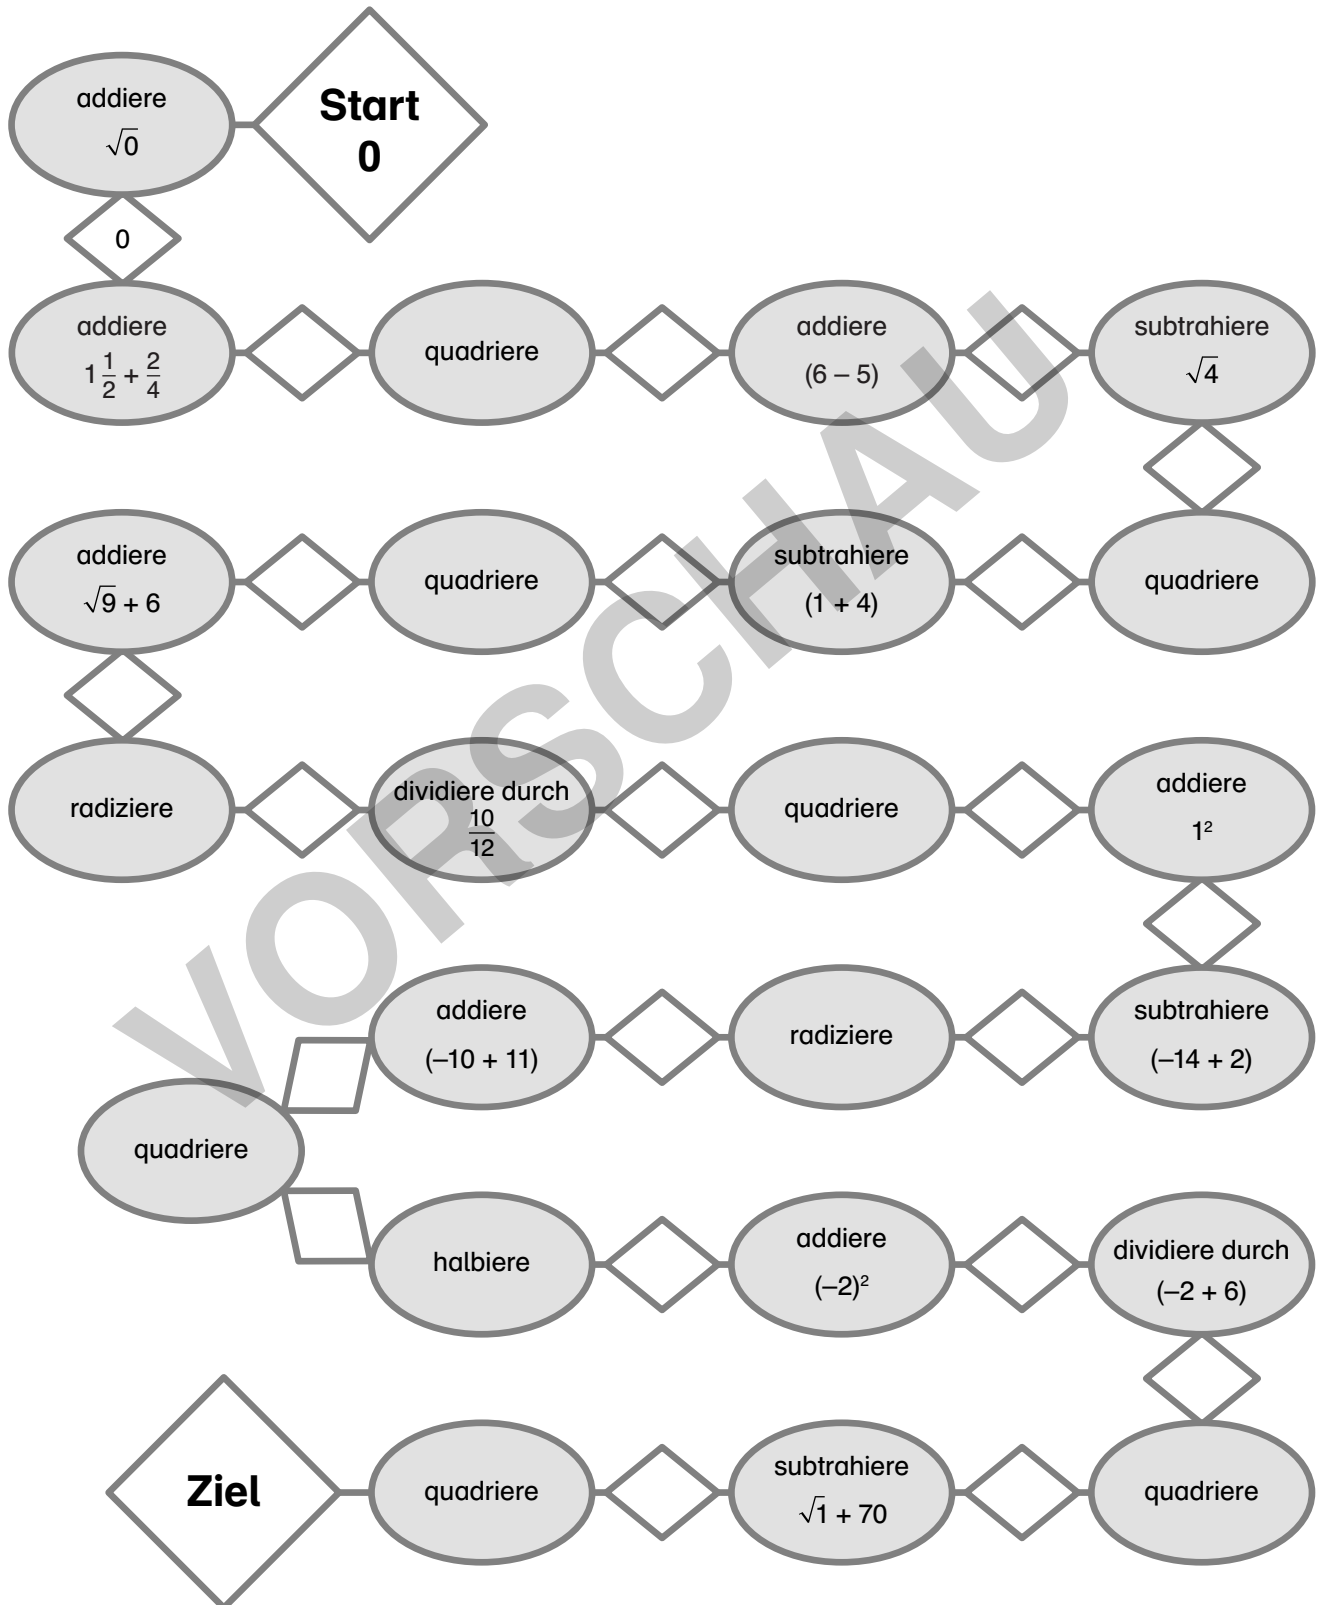 addiere
√0
Start
0
0
addiere
1 1/2 + 2/4
quadriere
addiere
(6 – 5)
subtrahiere
√4
addiere
√9 + 6
quadriere
subtrahiere
(1 + 4)
quadriere
radiziere
dividiere durch
10/12
quadriere
addiere
1²
addiere
(–10 + 11)
radiziere
subtrahiere
(–14 + 2)
quadriere
halbiere
addiere
(–2)²
dividiere durch
(–2 + 6)
Ziel
quadriere
subtrahiere
√1 + 70
quadriere
VORSCHAU